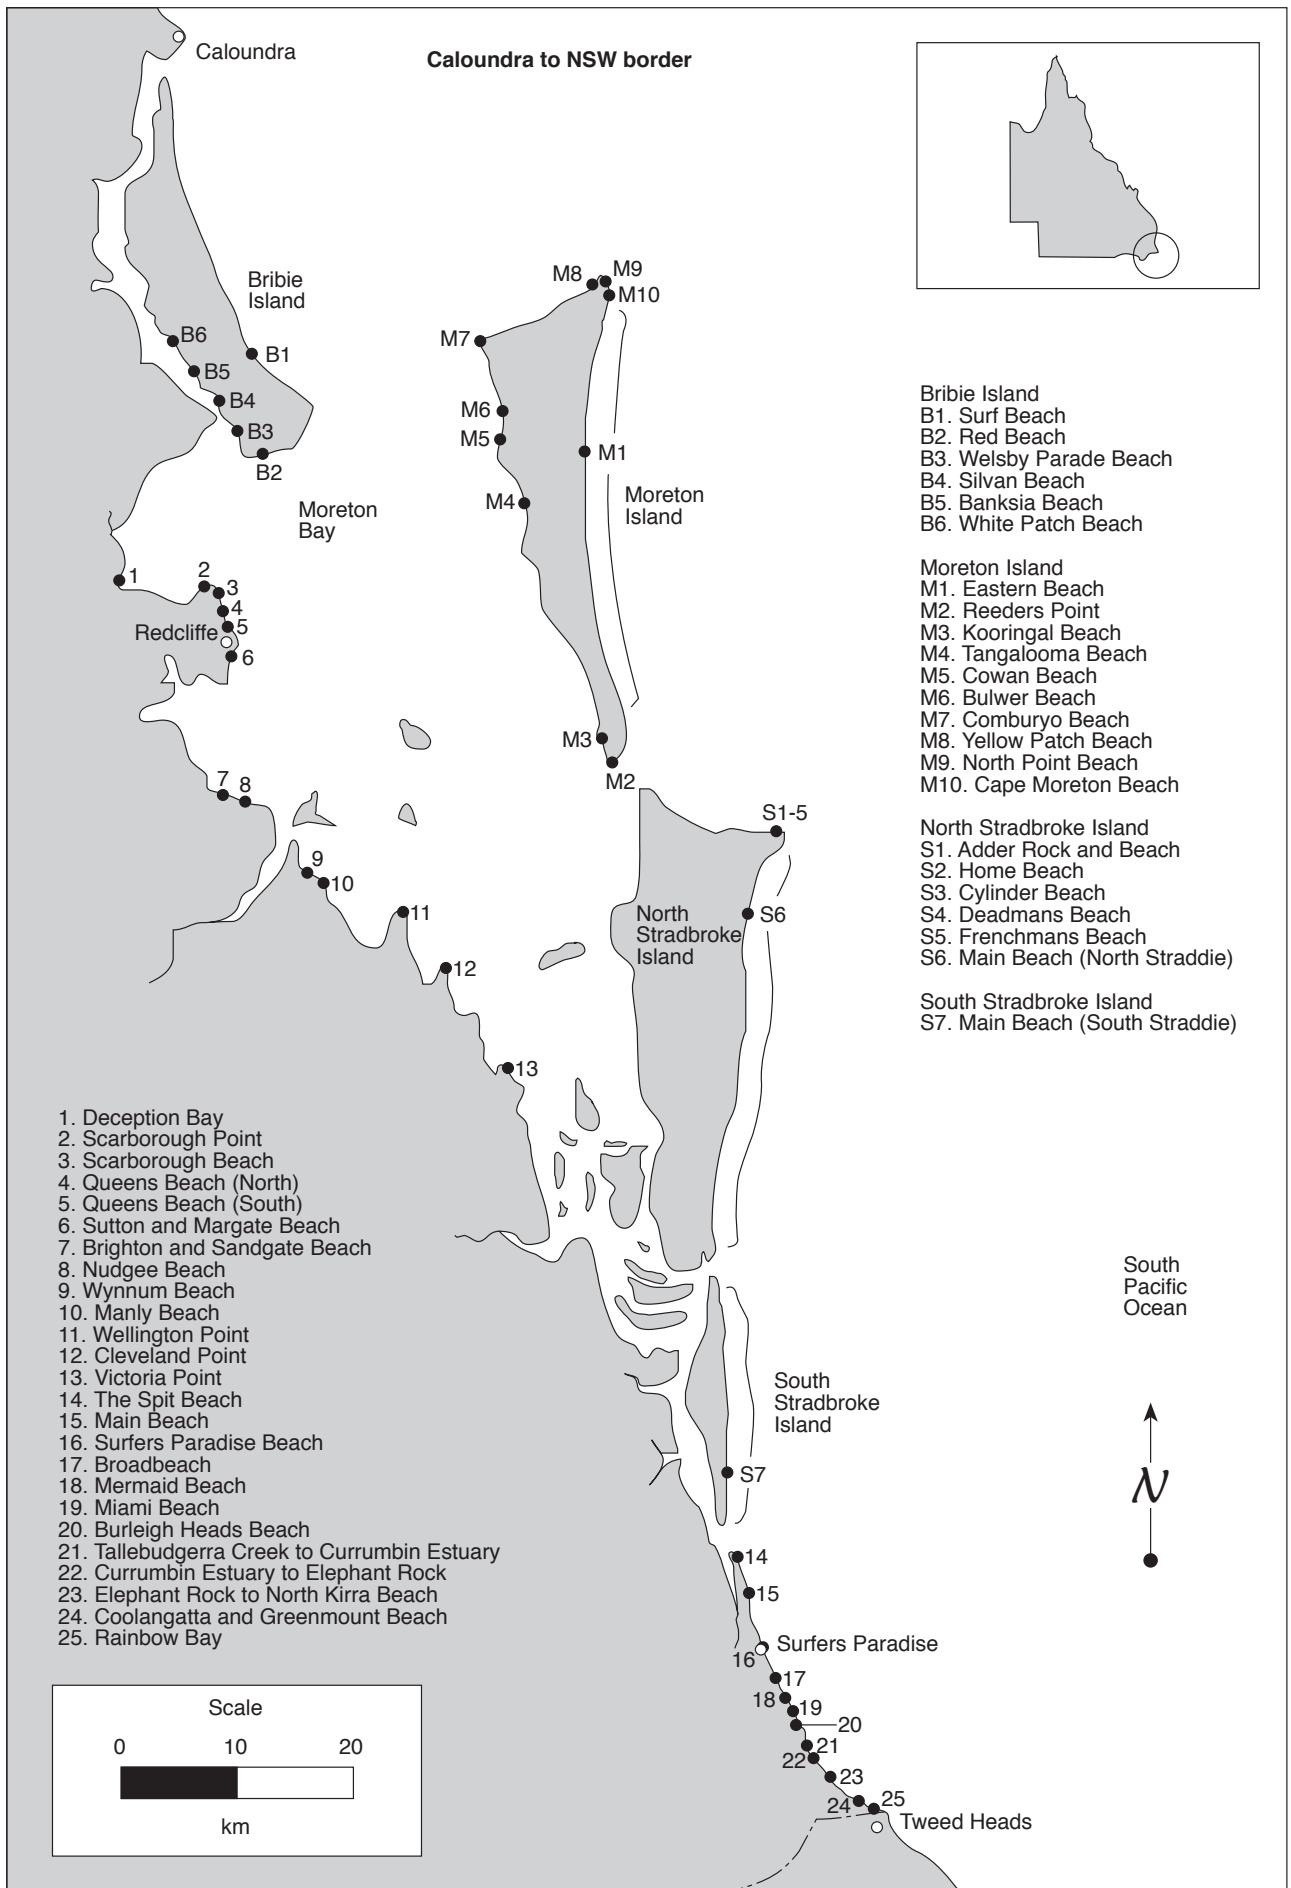 Caloundra
Caloundra to NSW border
Bribie
Island
M8
M9
M10
B6
B1
M7
B5
B4
M6
B3
M5
M1
B2
M4
Moreton
Island
Moreton
Bay
1
2
3
4
5
Redcliffe
6
M3
M2
7
8
S1-5
9
10
11
North
Stradbroke
Island
S6
12
13
Bribie Island
B1. Surf Beach
B2. Red Beach
B3. Welsby Parade Beach
B4. Silvan Beach
B5. Banksia Beach
B6. White Patch Beach
Moreton Island
M1. Eastern Beach
M2. Reeders Point
M3. Kooringal Beach
M4. Tangalooma Beach
M5. Cowan Beach
M6. Bulwer Beach
M7. Comburyo Beach
M8. Yellow Patch Beach
M9. North Point Beach
M10. Cape Moreton Beach
North Stradbroke Island
S1. Adder Rock and Beach
S2. Home Beach
S3. Cylinder Beach
S4. Deadmans Beach
S5. Frenchmans Beach
S6. Main Beach (North Straddie)
South Stradbroke Island
S7. Main Beach (South Straddie)
1. Deception Bay
2. Scarborough Point
3. Scarborough Beach
4. Queens Beach (North)
5. Queens Beach (South)
6. Sutton and Margate Beach
7. Brighton and Sandgate Beach
8. Nudgee Beach
9. Wynnum Beach
10. Manly Beach
11. Wellington Point
12. Cleveland Point
13. Victoria Point
14. The Spit Beach
15. Main Beach
16. Surfers Paradise Beach
17. Broadbeach
18. Mermaid Beach
19. Miami Beach
20. Burleigh Heads Beach
21. Tallebudgerra Creek to Currumbin Estuary
22. Currumbin Estuary to Elephant Rock
23. Elephant Rock to North Kirra Beach
24. Coolangatta and Greenmount Beach
25. Rainbow Bay
South
Pacific
Ocean
South
Stradbroke
Island
S7
N
14
15
Surfers Paradise
16
17
18
19
20
21
22
23
24
25
Tweed Heads
Scale
0 10 20
km